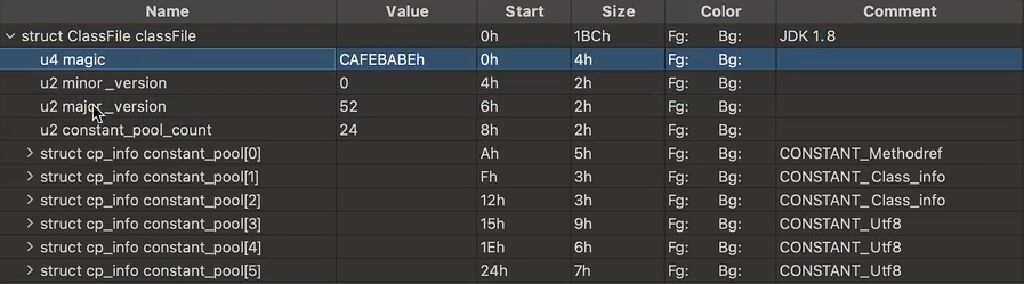 Name Value Start Size Color Comment
struct ClassFile classFile 0h 1BCh Fg: Bg: JDK 1.8
u4 magic CAFEBABEh 0h 4h Fg: Bg:
u2 minor_version 0 4h 2h Fg: Bg:
u2 major_version 52 6h 2h Fg: Bg:
u2 constant_pool_count 24 8h 2h Fg: Bg:
struct cp_info constant_pool[0] Ah 5h Fg: Bg: CONSTANT_Methodref
struct cp_info constant_pool[1] Fh 3h Fg: Bg: CONSTANT_Class_info
struct cp_info constant_pool[2] 12h 3h Fg: Bg: CONSTANT_Class_info
struct cp_info constant_pool[3] 15h 9h Fg: Bg: CONSTANT_Utf8
struct cp_info constant_pool[4] 1Eh 6h Fg: Bg: CONSTANT_Utf8
struct cp_info constant_pool[5] 24h 7h Fg: Bg: CONSTANT_Utf8